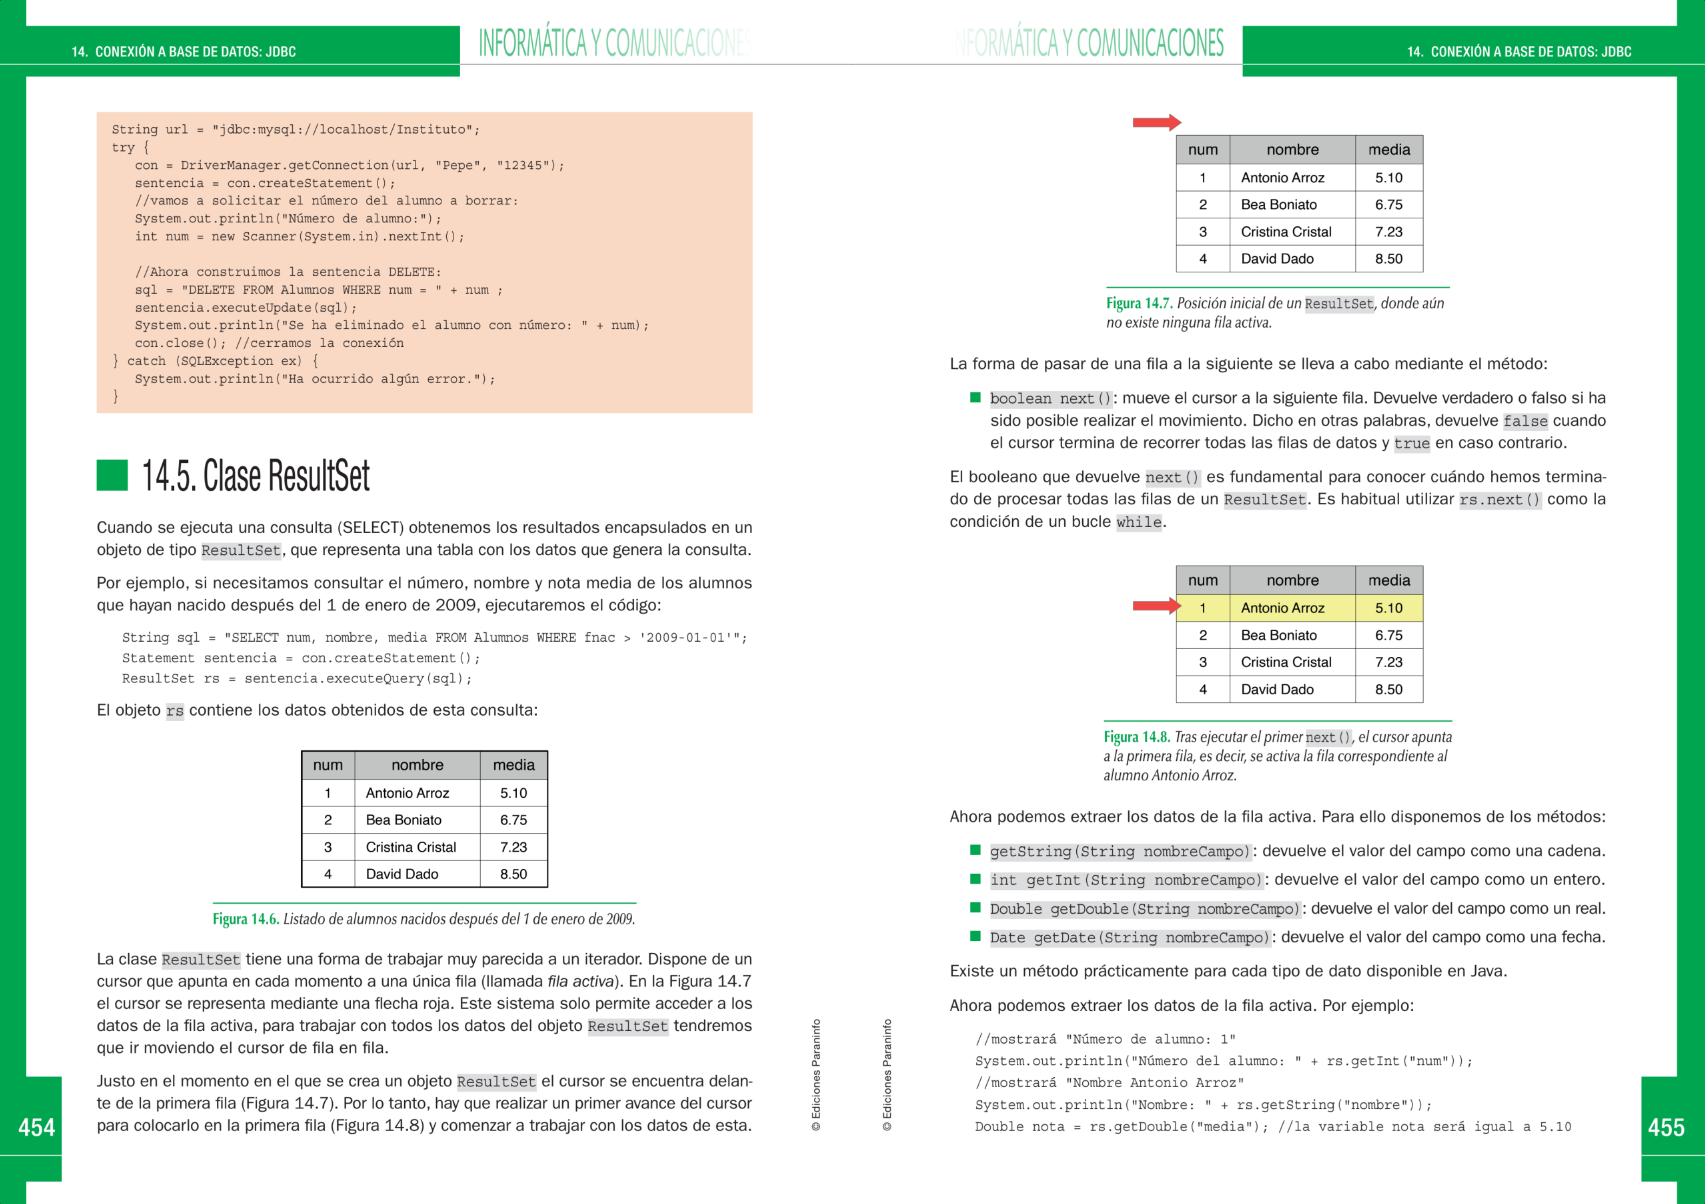 14. CONEXIÓN A BASE DE DATOS: JDBC
INFORMÁTICA Y COMUNICACIONES
String url = "jdbc:mysql://localhost/Instituto";
try {
con = DriverManager.getConnection(url, "Pepe", "12345");
sentencia = con.createStatement();
//vamos a solicitar el número del alumno a borrar:
System.out.println("Número de alumno:");
int num = new Scanner(System.in).nextInt();
//Ahora construimos la sentencia DELETE:
sql = "DELETE FROM Alumnos WHERE num = " + num ;
sentencia.executeUpdate(sql);
System.out.println("Se ha eliminado el alumno con número: " + num);
con.close(); //cerramos la conexión
} catch (SQLException ex) {
System.out.println("Ha ocurrido algún error.");
}
14.5. Clase ResultSet
Cuando se ejecuta una consulta (SELECT) obtenemos los resultados encapsulados en un
objeto de tipo ResultSet, que representa una tabla con los datos que genera la consulta.
Por ejemplo, si necesitamos consultar el número, nombre y nota media de los alumnos
que hayan nacido después del 1 de enero de 2009, ejecutaremos el código:
String sql = "SELECT num, nombre, media FROM Alumnos WHERE fnac > '2009-01-01'";
Statement sentencia = con.createStatement();
ResultSet rs = sentencia.executeQuery(sql);
El objeto rs contiene los datos obtenidos de esta consulta:
num nombre media
1 Antonio Arroz 5.10
2 Bea Boniato 6.75
3 Cristina Cristal 7.23
4 David Dado 8.50
Figura 14.6. Listado de alumnos nacidos después del 1 de enero de 2009.
La clase ResultSet tiene una forma de trabajar muy parecida a un iterador. Dispone de un
cursor que apunta en cada momento a una única fila (llamada fila activa). En la Figura 14.7
el cursor se representa mediante una flecha roja. Este sistema solo permite acceder a los
datos de la fila activa, para trabajar con todos los datos del objeto ResultSet tendremos
que ir moviendo el cursor de fila en fila.
Justo en el momento en el que se crea un objeto ResultSet el cursor se encuentra delan-
te de la primera fila (Figura 14.7). Por lo tanto, hay que realizar un primer avance del cursor
para colocarlo en la primera fila (Figura 14.8) y comenzar a trabajar con los datos de esta.
454
© Ediciones Paraninfo
INFORMÁTICA Y COMUNICACIONES
14. CONEXIÓN A BASE DE DATOS: JDBC
num nombre media
1 Antonio Arroz 5.10
2 Bea Boniato 6.75
3 Cristina Cristal 7.23
4 David Dado 8.50
Figura 14.7. Posición inicial de un ResultSet, donde aún
no existe ninguna fila activa.
La forma de pasar de una fila a la siguiente se lleva a cabo mediante el método:
boolean next(): mueve el cursor a la siguiente fila. Devuelve verdadero o falso si ha
sido posible realizar el movimiento. Dicho en otras palabras, devuelve false cuando
el cursor termina de recorrer todas las filas de datos y true en caso contrario.
El booleano que devuelve next() es fundamental para conocer cuándo hemos termina-
do de procesar todas las filas de un ResultSet. Es habitual utilizar rs.next() como la
condición de un bucle while.
num nombre media
1 Antonio Arroz 5.10
2 Bea Boniato 6.75
3 Cristina Cristal 7.23
4 David Dado 8.50
Figura 14.8. Tras ejecutar el primer next(), el cursor apunta
a la primera fila, es decir, se activa la fila correspondiente al
alumno Antonio Arroz.
Ahora podemos extraer los datos de la fila activa. Para ello disponemos de los métodos:
getString(String nombreCampo): devuelve el valor del campo como una cadena.
int getInt(String nombreCampo): devuelve el valor del campo como un entero.
Double getDouble(String nombreCampo): devuelve el valor del campo como un real.
Date getDate(String nombreCampo): devuelve el valor del campo como una fecha.
Existe un método prácticamente para cada tipo de dato disponible en Java.
Ahora podemos extraer los datos de la fila activa. Por ejemplo:
//mostrará "Número de alumno: 1"
System.out.println("Número del alumno: " + rs.getInt("num"));
//mostrará "Nombre Antonio Arroz"
System.out.println("Nombre: " + rs.getString("nombre"));
Double nota = rs.getDouble("media"); //la variable nota será igual a 5.10
© Ediciones Paraninfo
455